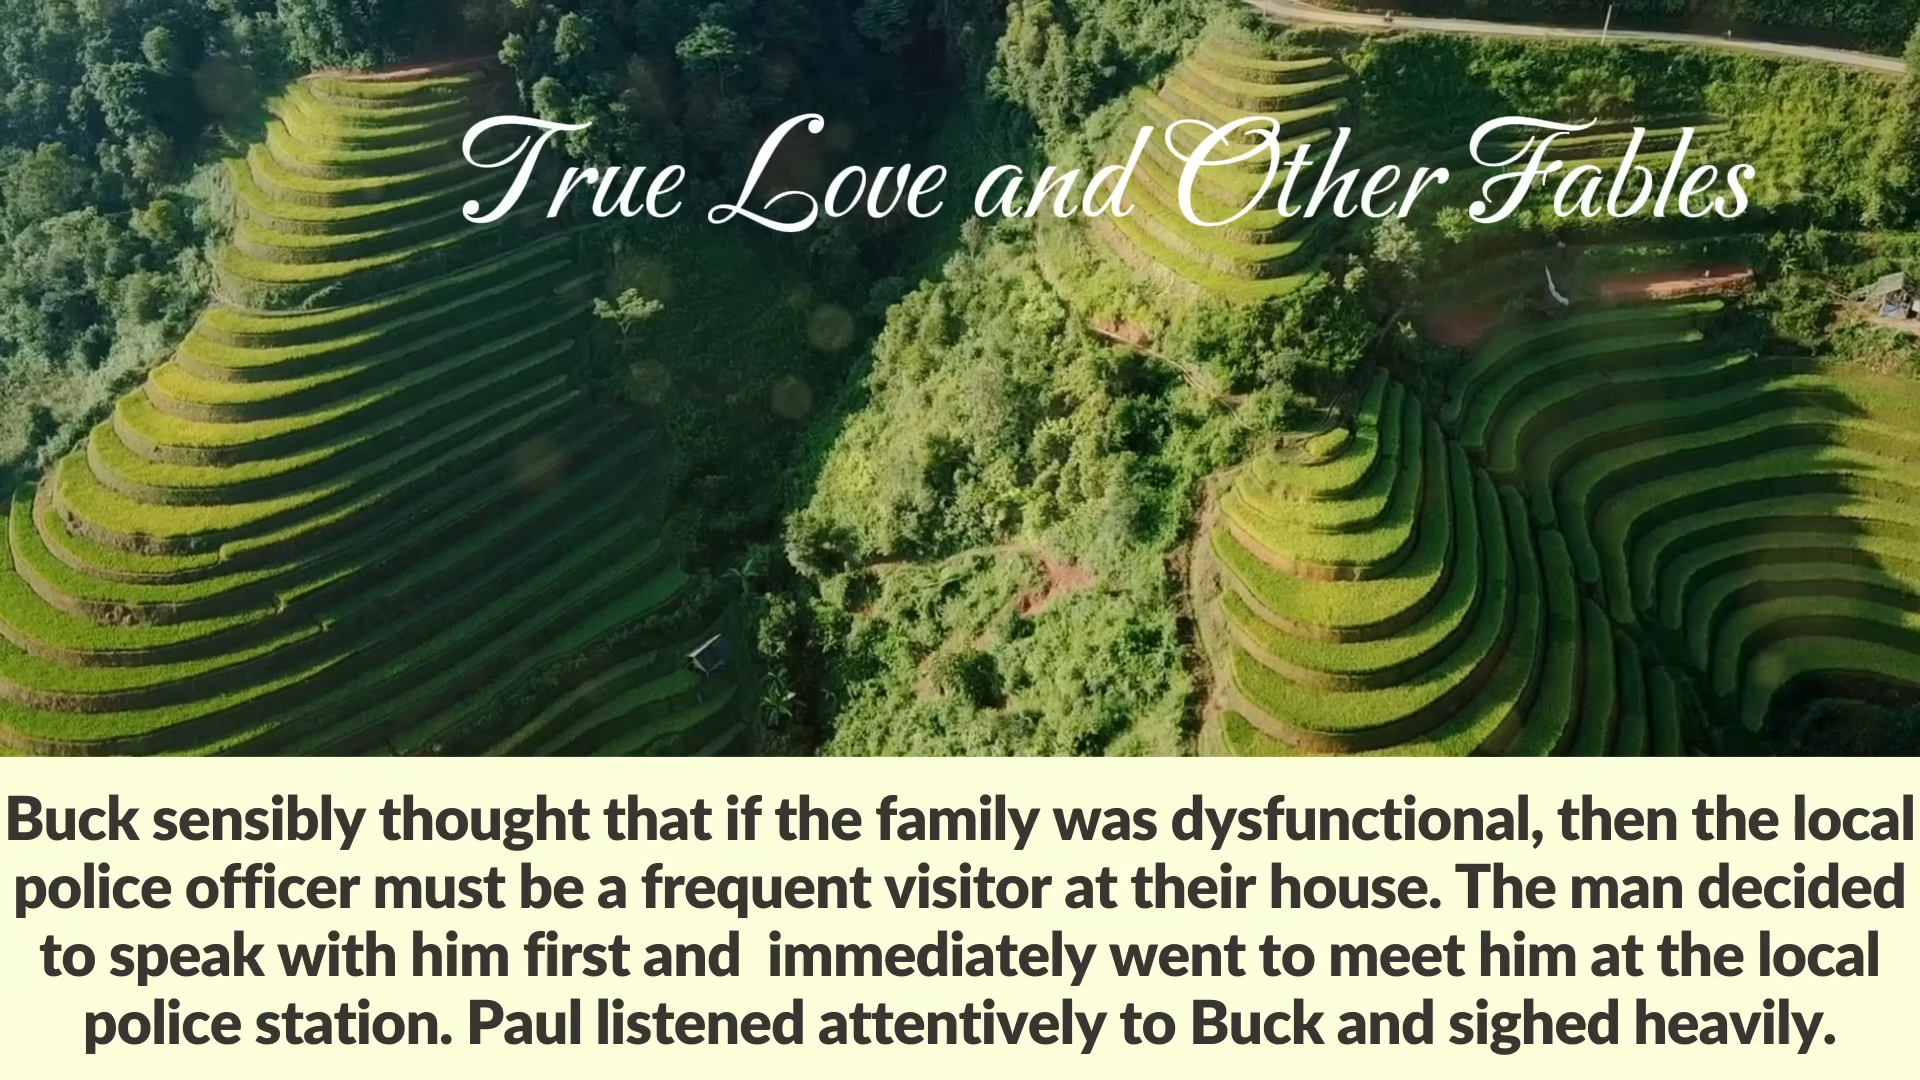 True Love and Other Fables
Buck sensibly thought that if the family was dysfunctional, then the local
police officer must be a frequent visitor at their house. The man decided
to speak with him first and  immediately went to meet him at the local
police station. Paul listened attentively to Buck and sighed heavily.